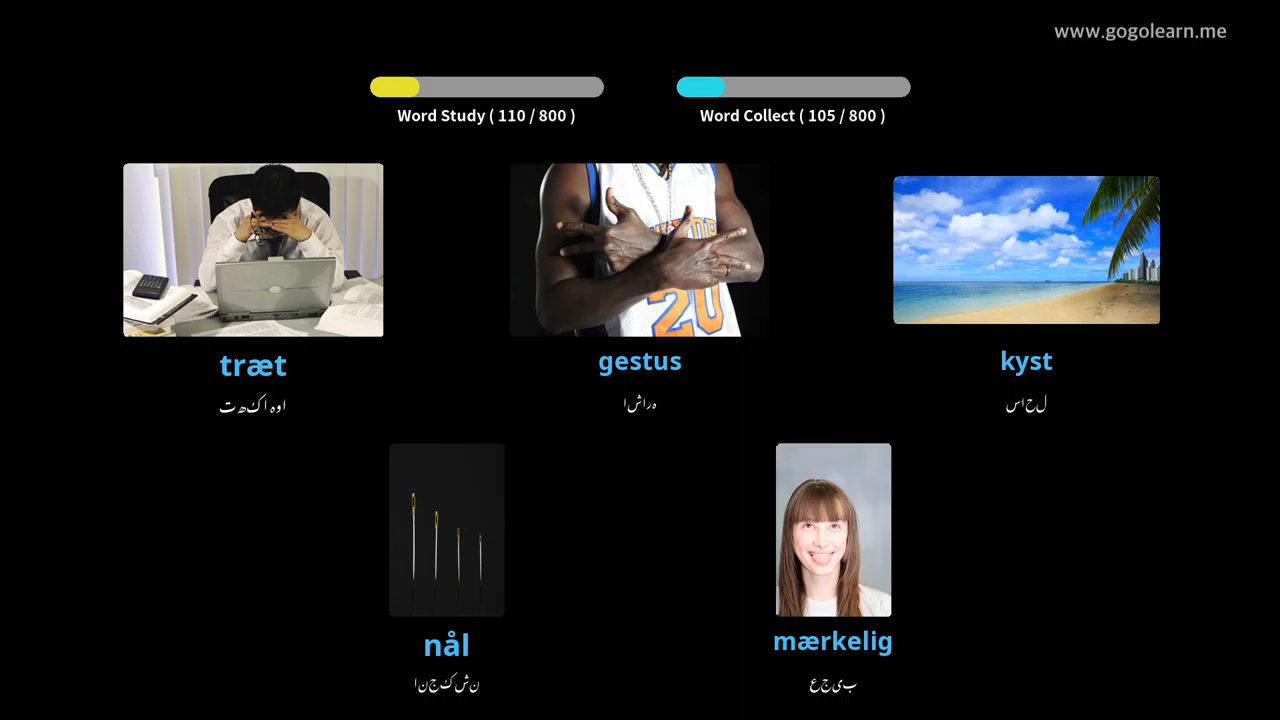 www.gogolearn.me
Word Study ( 110 / 800 )
Word Collect ( 105 / 800 )
20
træt
gestus
kyst
تھکا ہوا
اشارہ
ساحل
nål
mærkelig
انجکشن
عجیب